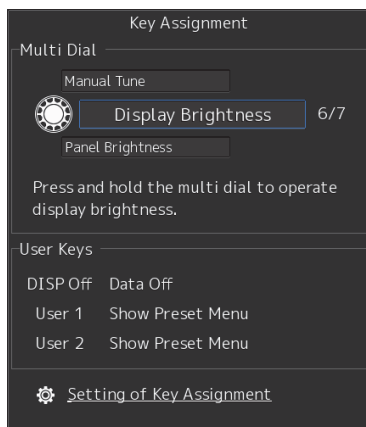 Key Assignment
Multi Dial
Manual Tune
Display Brightness 6/7
Panel Brightness
Press and hold the multi dial to operate
display brightness.
User Keys
DISP Off Data Off
User 1 Show Preset Menu
User 2 Show Preset Menu
Setting of Key Assignment